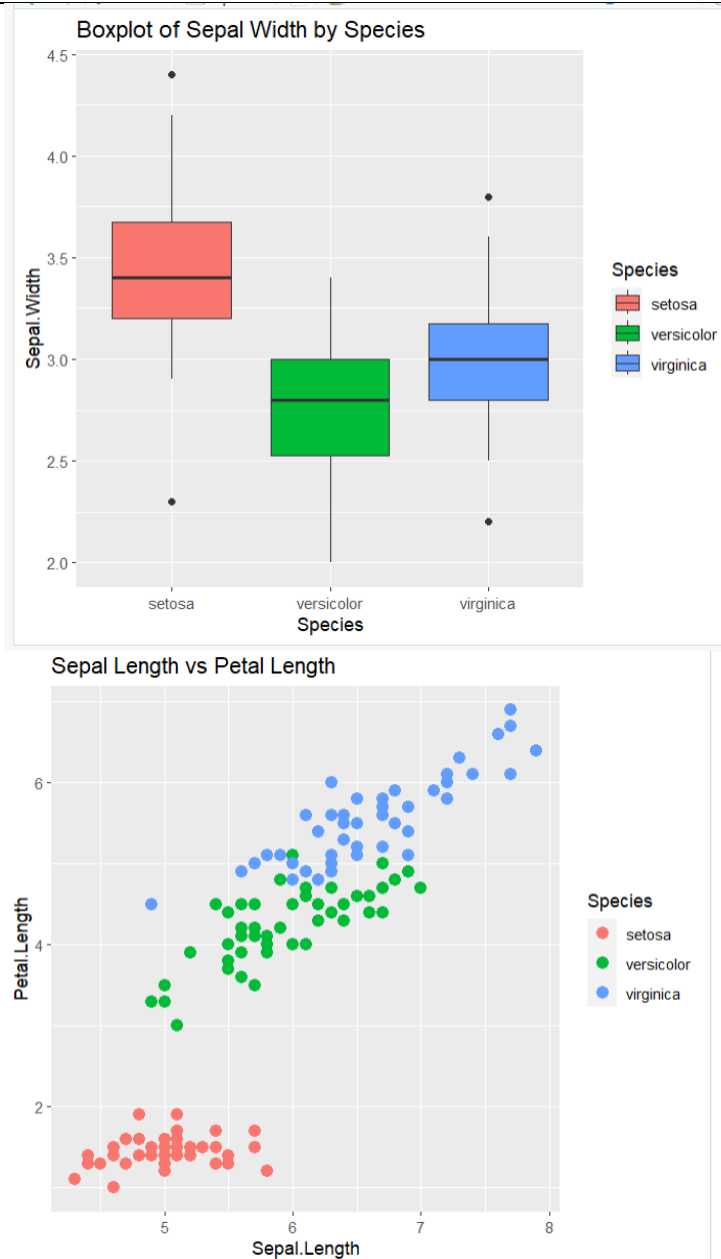 Boxplot of Sepal Width by Species
4.5
4.0
3.5
3.0
2.5
2.0
Sepal.Width
setosa versicolor virginica
Species
Species
setosa
versicolor
virginica
Sepal Length vs Petal Length
6
4
2
Petal.Length
5 6 7 8
Sepal.Length
Species
setosa
versicolor
virginica